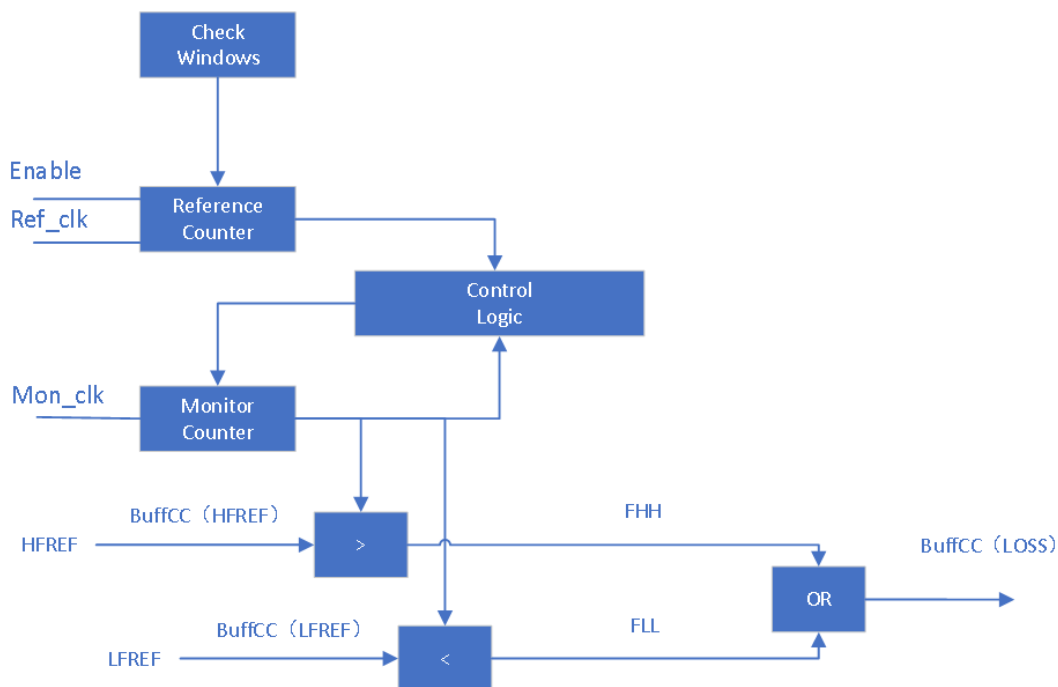 Check
Windows
Enable
Ref_clk
Reference
Counter
Control
Logic
Mon_clk
Monitor
Counter
BuffCC（HFREF）
HFREF
>
FHH
BuffCC（LOSS）
OR
BuffCC（LFREF）
LFREF
<
FLL